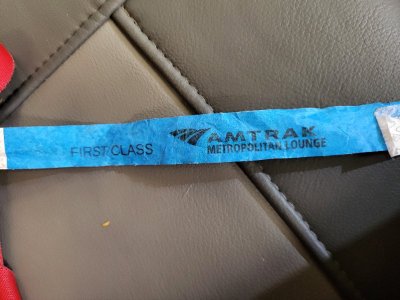 FIRST CLASS
AMTRAK
METROPOLITAN LOUNGE